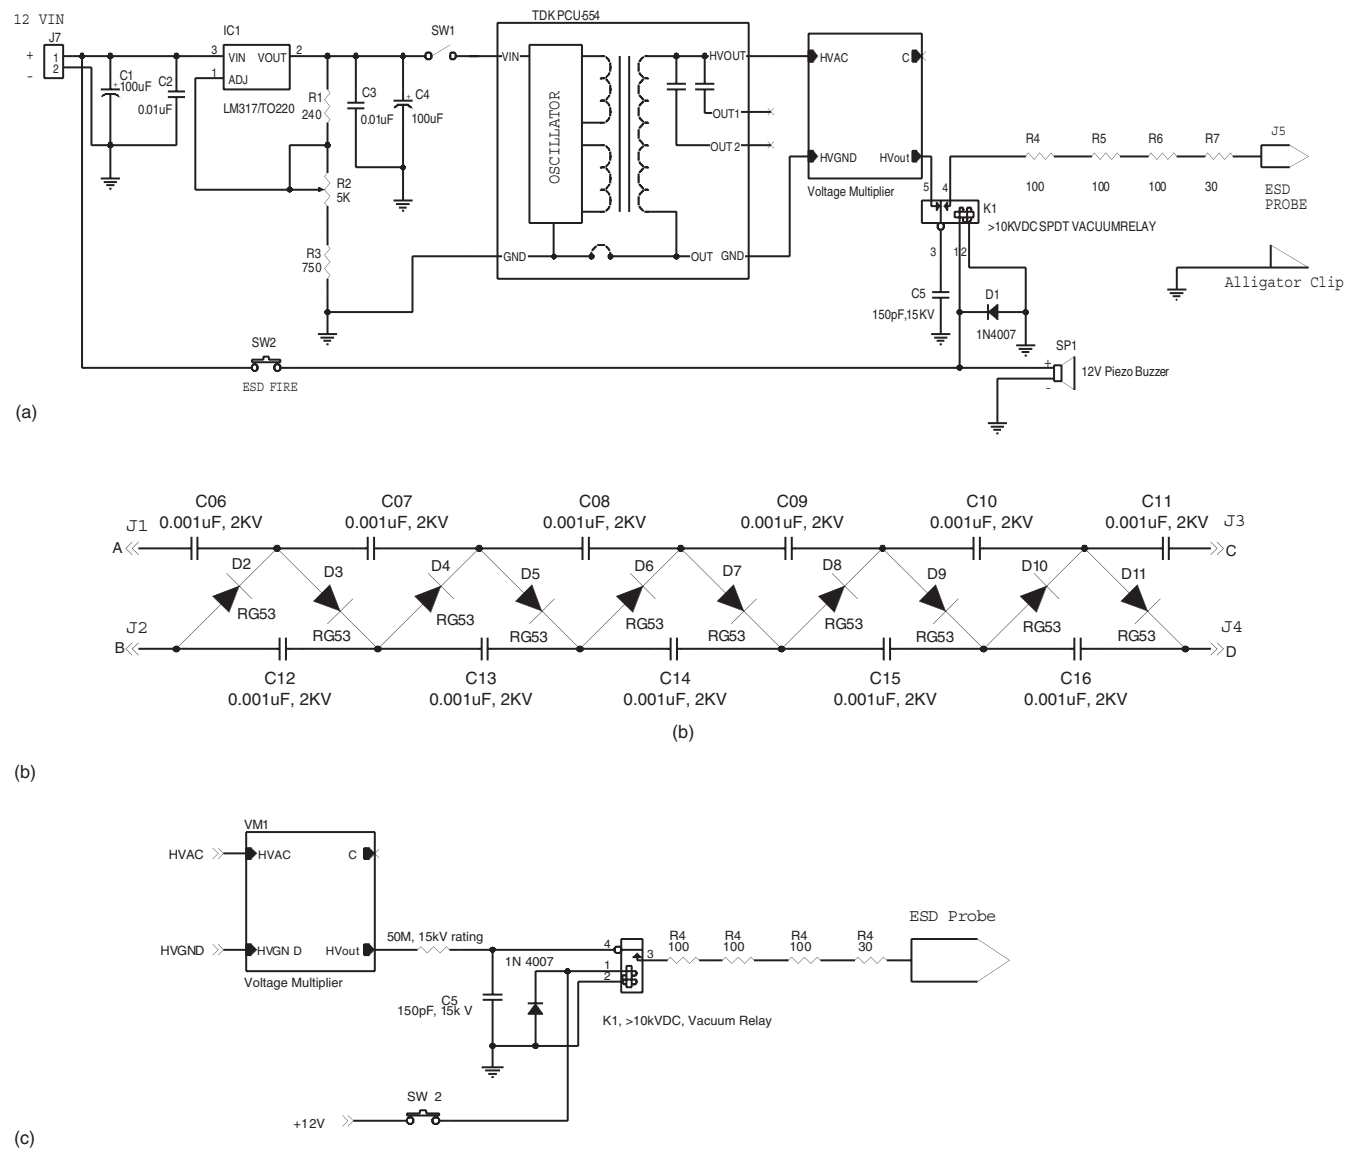 12 VIN
J7
+
1
2
-
C1
+
100uF
C2
0.01uF
IC1
3
VIN
VOUT
2
1
ADJ
LM317/TO220
R1
240
R2
5K
R3
750
C3
0.01uF
+
C4
100uF
SW1
TDK PCU-554
VIN
OSCILLATOR
HVOUT
OUT1
OUT 2
GND
OUT
GND
HVAC
C
HVGND
HVout
Voltage Multiplier
5
4
K1
>10KVDC SPDT VACUUMRELAY
3
1
2
R4
100
R5
100
R6
100
R7
30
J5
ESD
PROBE
Alligator Clip
C5
150pF,15KV
D1
1N4007
SP1
+
-
12V Piezo Buzzer
SW2
ESD FIRE
(a)
C06
0.001uF, 2KV
C07
0.001uF, 2KV
C08
0.001uF, 2KV
C09
0.001uF, 2KV
C10
0.001uF, 2KV
C11
0.001uF, 2KV
J1
A
J3
C
D2
RG53
D3
RG53
D4
RG53
D5
RG53
D6
RG53
D7
RG53
D8
RG53
D9
RG53
D10
RG53
D11
RG53
J2
B
J4
D
C12
0.001uF, 2KV
C13
0.001uF, 2KV
C14
0.001uF, 2KV
C15
0.001uF, 2KV
C16
0.001uF, 2KV
(b)
(b)
VM1
HVAC
HVAC
C
HVGND
HVGN D
HVout
Voltage Multiplier
50M, 15kV rating
C5
150pF, 15k V
1N 4007
4
3
1
2
K1, >10kVDC, Vacuum Relay
R4
100
R4
100
R4
100
R4
30
ESD Probe
SW 2
+12V
(c)